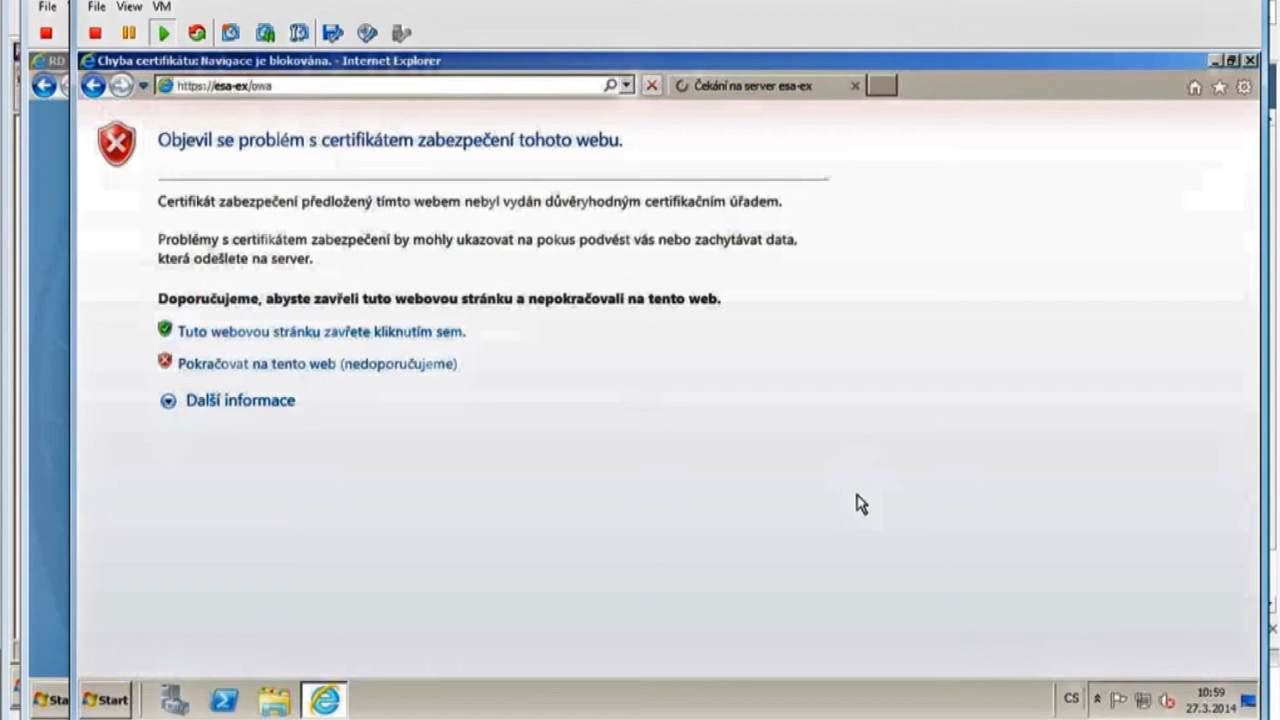 File
File View VM
RD
Chyba certifikátu: Navigace je blokována. - Internet Explorer
https://esa-ex/owa
Čekání na server esa-ex
Objevil se problém s certifikátem zabezpečení tohoto webu.
Certifikát zabezpečení předložený tímto webem nebyl vydán důvěryhodným certifikačním úřadem.
Problémy s certifikátem zabezpečení by mohly ukazovat na pokus podvést vás nebo zachytávat data,
která odešlete na server.
Doporučujeme, abyste zavřeli tuto webovou stránku a nepokračovali na tento web.
Tuto webovou stránku zavřete kliknutím sem.
Pokračovat na tento web (nedoporučujeme)
Další informace
Sta
Start
CS
10:59
27.3.2014